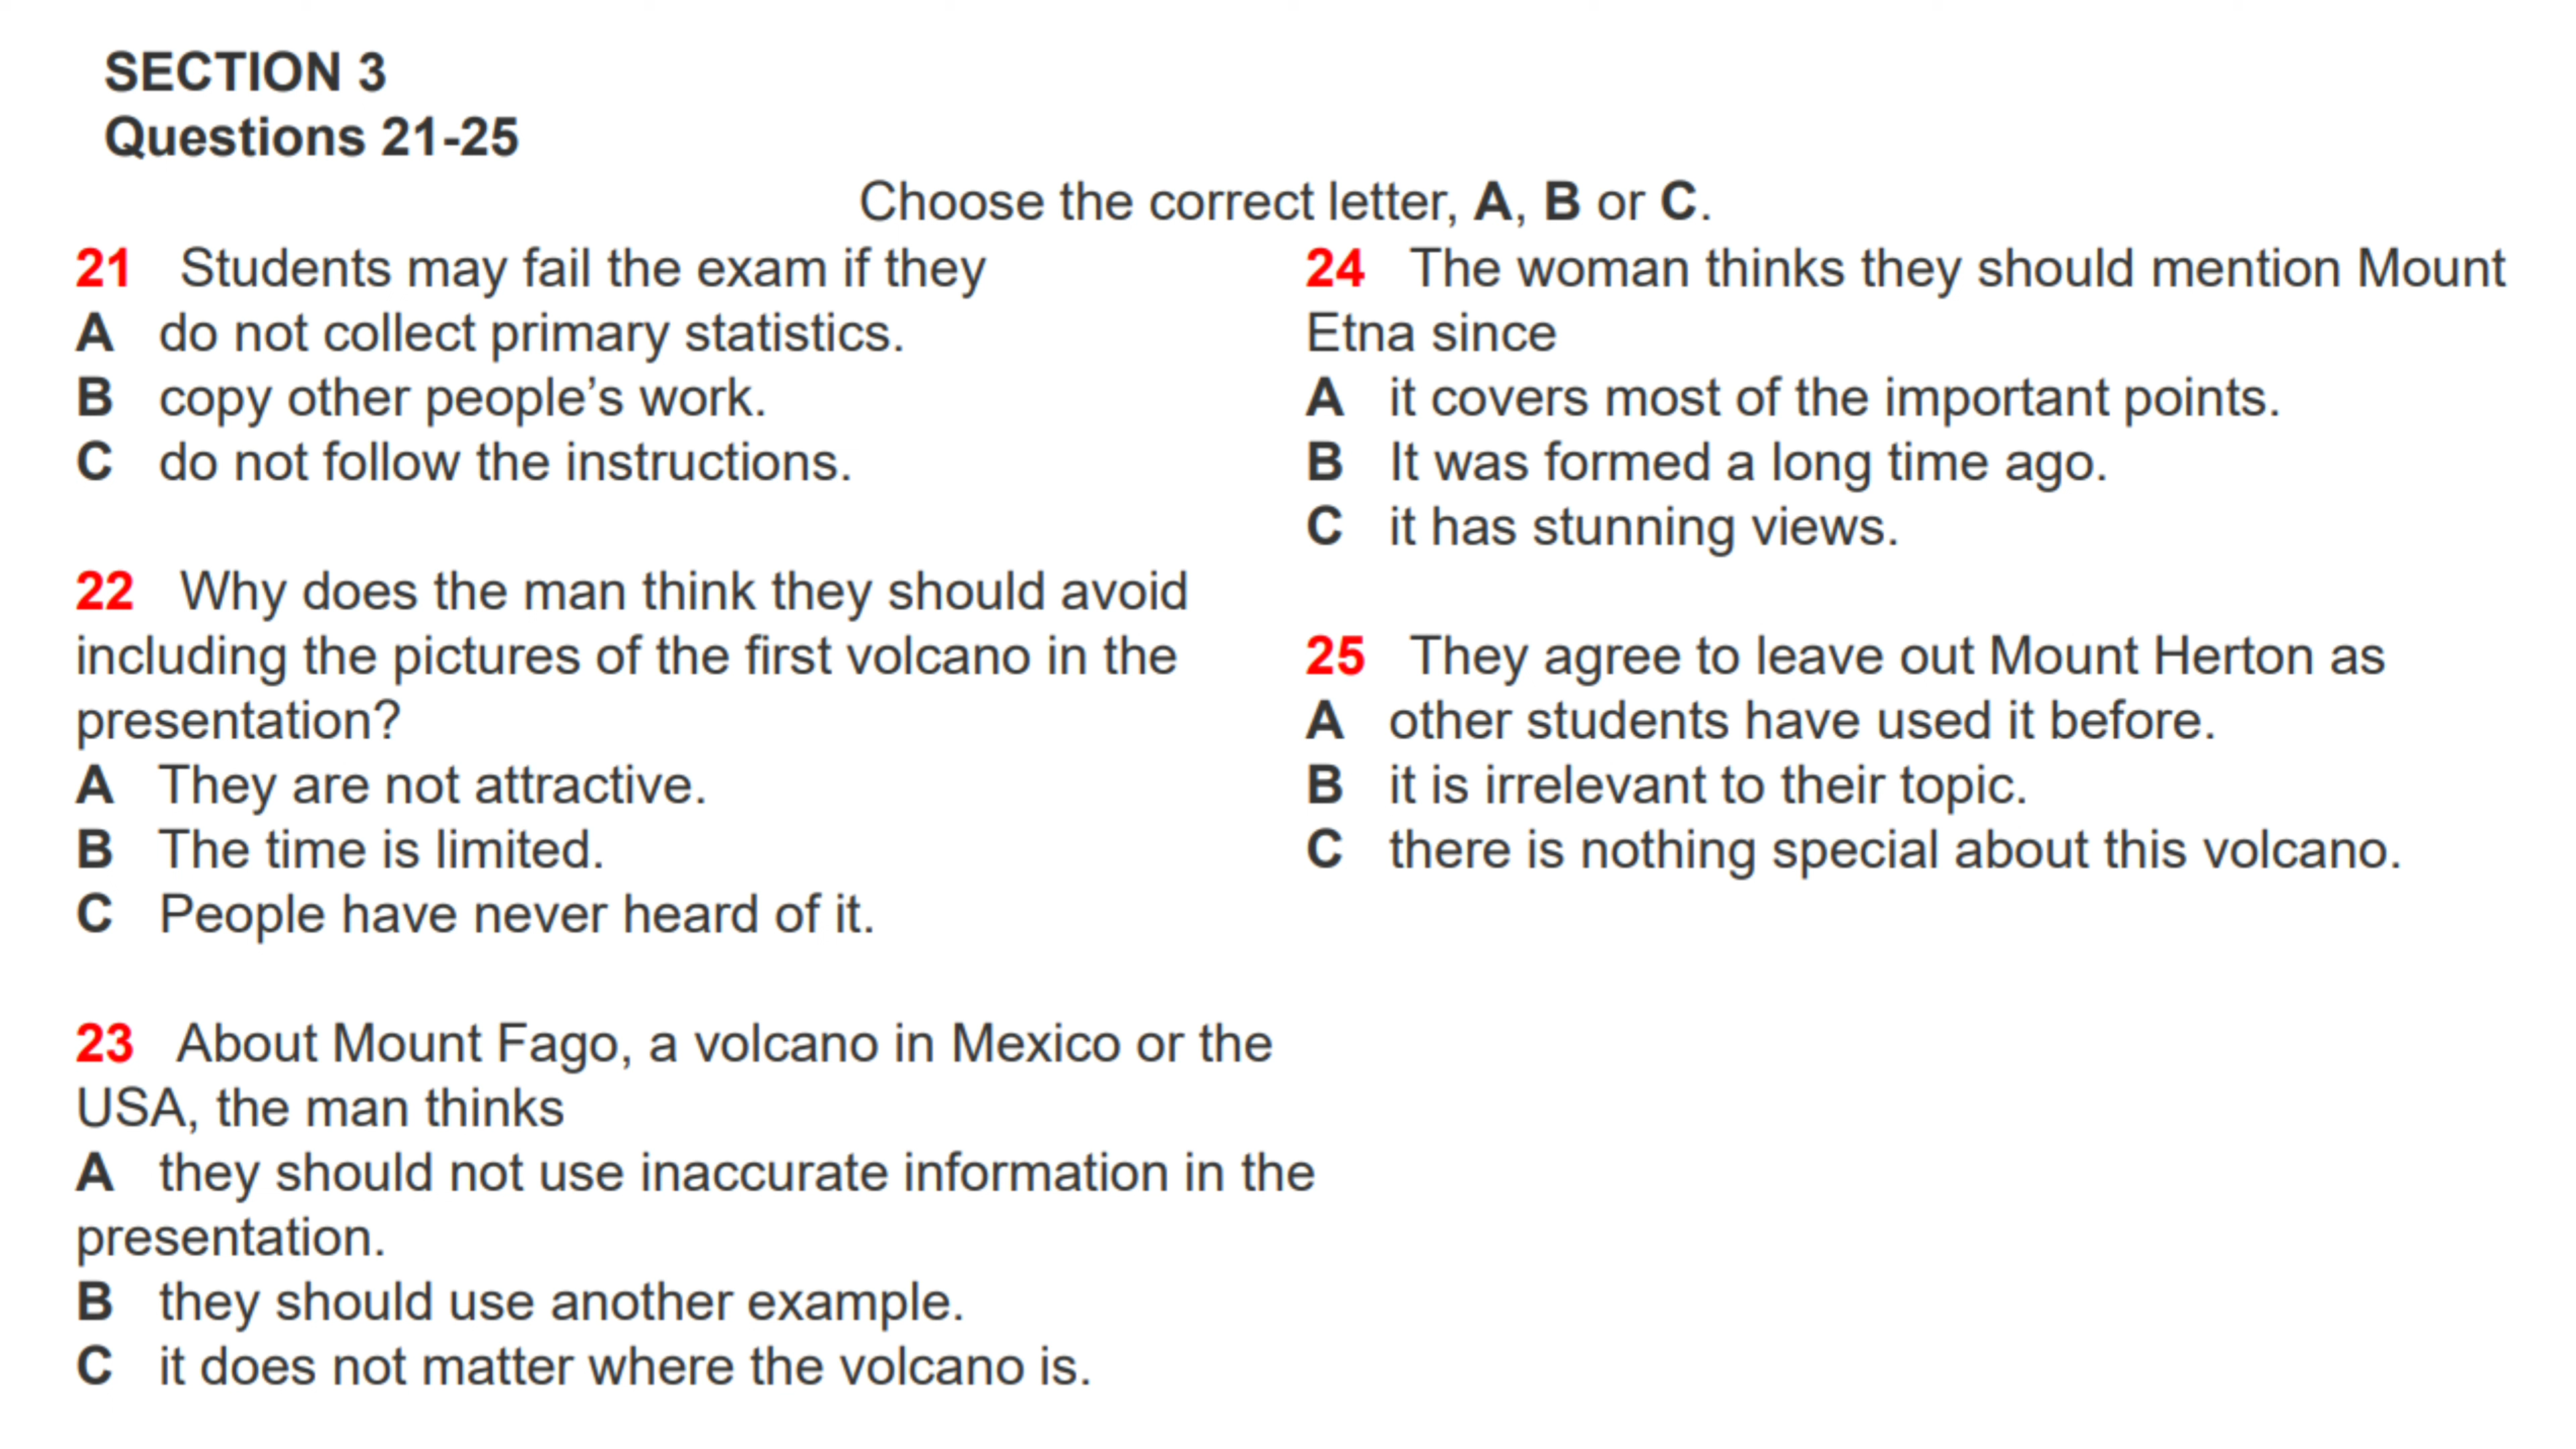 SECTION 3
Questions 21-25
Choose the correct letter, A, B or C.
21 Students may fail the exam if they
A do not collect primary statistics.
B copy other people’s work.
C do not follow the instructions.
22 Why does the man think they should avoid
including the pictures of the first volcano in the
presentation?
A They are not attractive.
B The time is limited.
C People have never heard of it.
23 About Mount Fago, a volcano in Mexico or the
USA, the man thinks
A they should not use inaccurate information in the
presentation.
B they should use another example.
C it does not matter where the volcano is.
24 The woman thinks they should mention Mount
Etna since
A it covers most of the important points.
B It was formed a long time ago.
C it has stunning views.
25 They agree to leave out Mount Herton as
A other students have used it before.
B it is irrelevant to their topic.
C there is nothing special about this volcano.